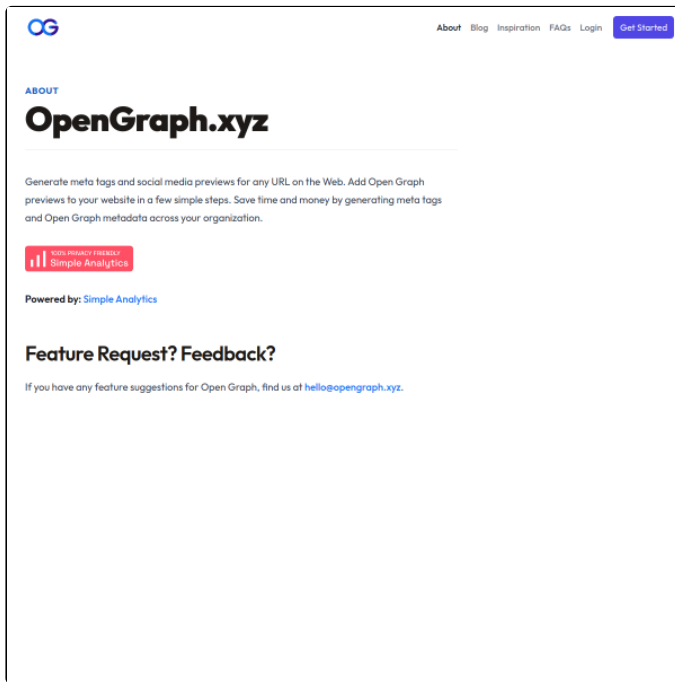 OG
About Blog Inspiration FAQs Login Get Started
ABOUT
OpenGraph.xyz
Generate meta tags and social media previews for any URL on the Web. Add Open Graph
previews to your website in a few simple steps. Save time and money by generating meta tags
and Open Graph metadata across your organization.
100% PRIVACY FRIENDLY
Simple Analytics
Powered by: Simple Analytics
Feature Request? Feedback?
If you have any feature suggestions for Open Graph, find us at hello@opengraph.xyz.